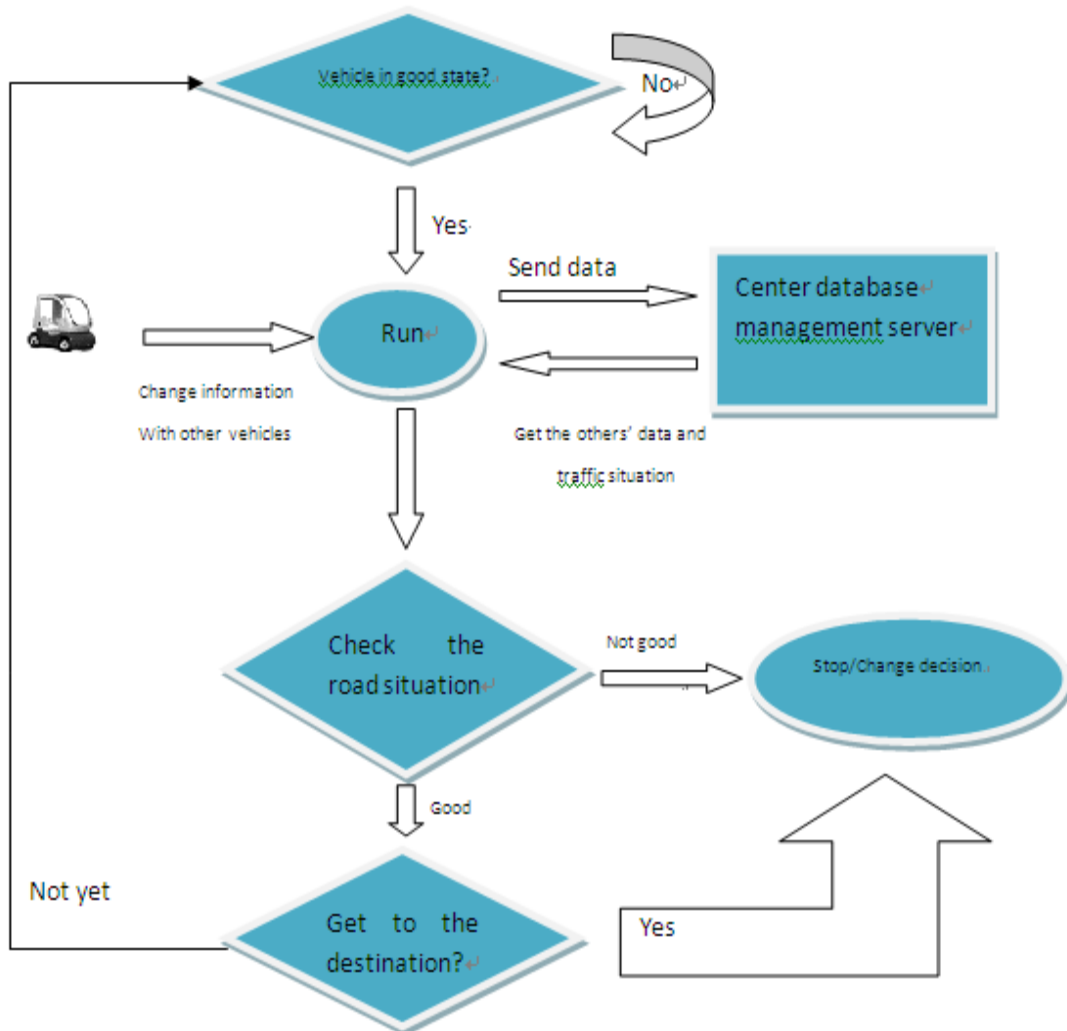 Vehicle in good state?
No
Yes
Send data
Center database
management server
Run
Change information
With other vehicles
Get the others' data and
traffic situation
Check the
road situation
Not good
Stop/Change decision
Good
Not yet
Get to the
destination?
Yes